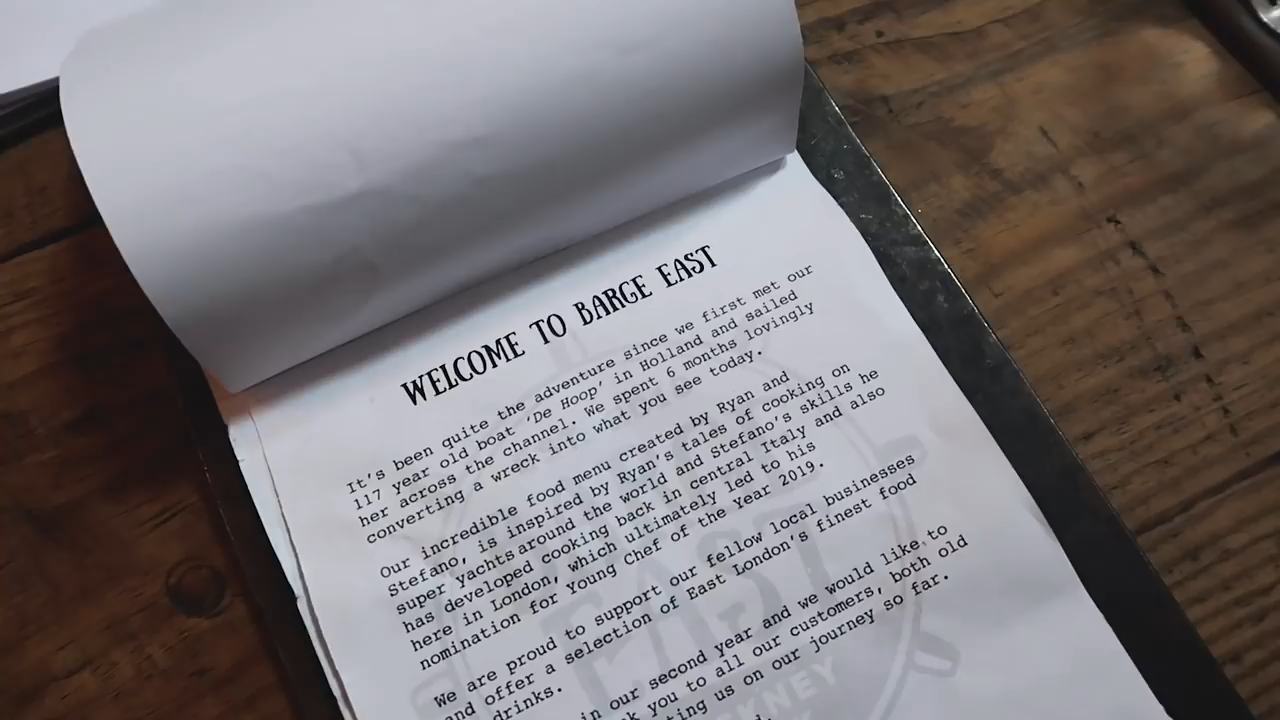 WELCOME TO BARGE EAST
It's been quite the adventure since we first met our
117 year old boat 'De Hoop' in Holland and sailed
her across the channel. We spent 6 months lovingly
converting a wreck into what you see today.
Our incredible food menu created by Ryan and
Stefano, is inspired by Ryan's tales of cooking on
super yachts around the world and Stefano's skills he
has developed cooking back in central Italy and also
here in London, which ultimately led to his
nomination for Young Chef of the Year 2019.
We are proud to support our fellow local businesses
and offer a selection of East London's finest food
drinks.
in our second year and we would like to
you to all our customers, both old
us on our journey so far.
EAST